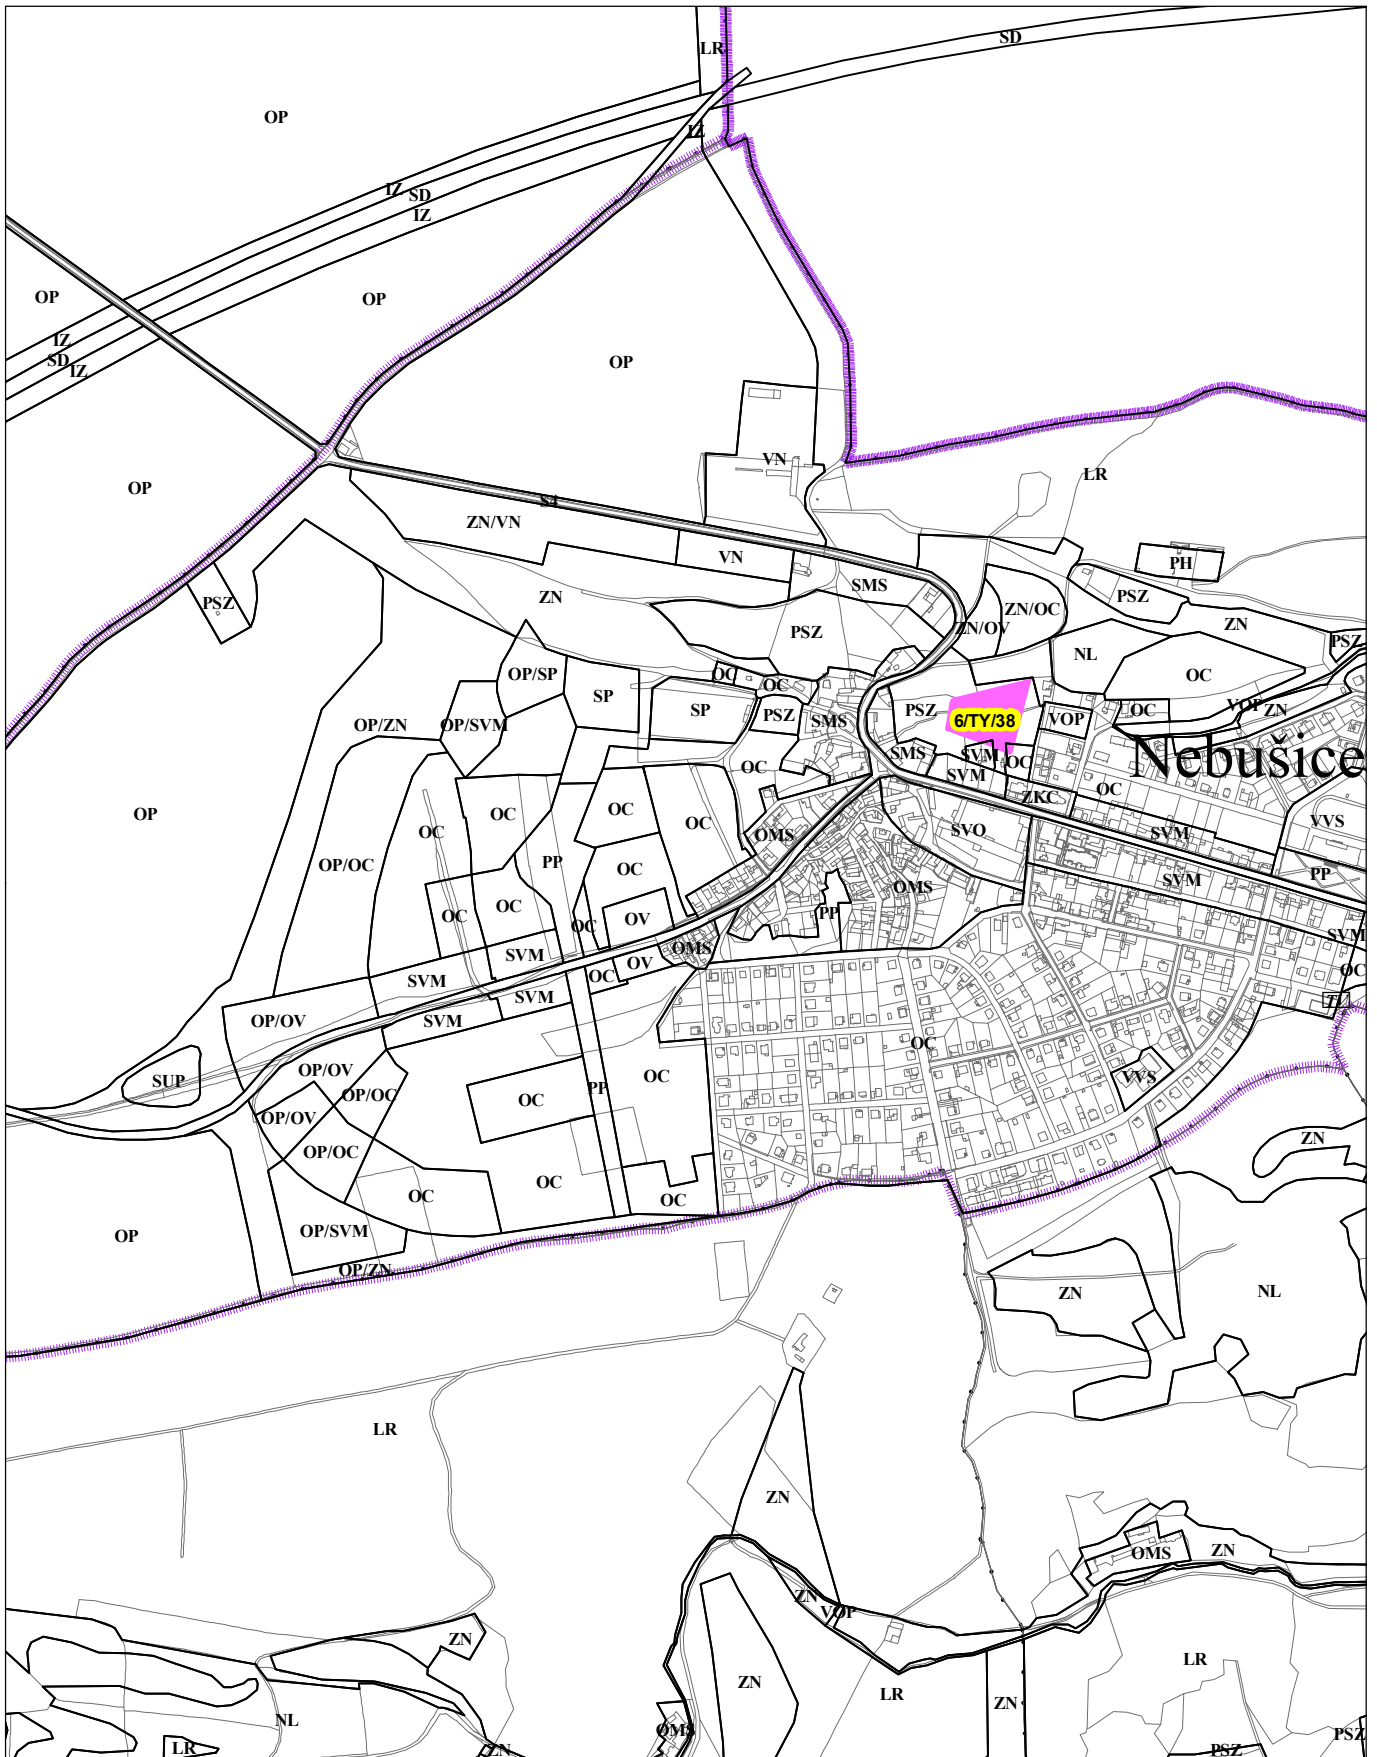 SD
LR
OP
IZ
IZ
SD
IZ
OP
OP
IZ
SD
IZ
OP
VN
LR
OP
S4
ZN/VN
VN
PH
SMS
ZN
PSZ
PSZ
ZN/OC
ZN
ZN/OV
PSZ
PSZ
NL
OP/SP
OC
OC
OC
SP
SP
PSZ
PSZ
OC
VOP
ZN
OP/ZN
OP/SVM
SMS
6/TY/38
VOP
Nebušice
SMS
SVM
OC
SVM
OC
OC
ZKC
OP
OC
OC
OC
OC
OMS
SVO
SVM
VVS
OP/OC
PP
OC
PP
SVM
OMS
OC
OC
OV
PP
OC
OMS
SVM
SVM
OC
OV
OC
SVM
SVM
TI
OP/OV
SVM
OC
OP/OV
SUP
OC
VVS
OP/OC
PP
OC
OP/OV
ZN
OP/OC
OC
OC
OC
OP
OP/SVM
OP/ZN
ZN
NL
LR
ZN
OMS
ZN
ZN
VOP
ZN
LR
ZN
LR
ZN
NL
OMS
PSZ
LR
ZN
PSZ